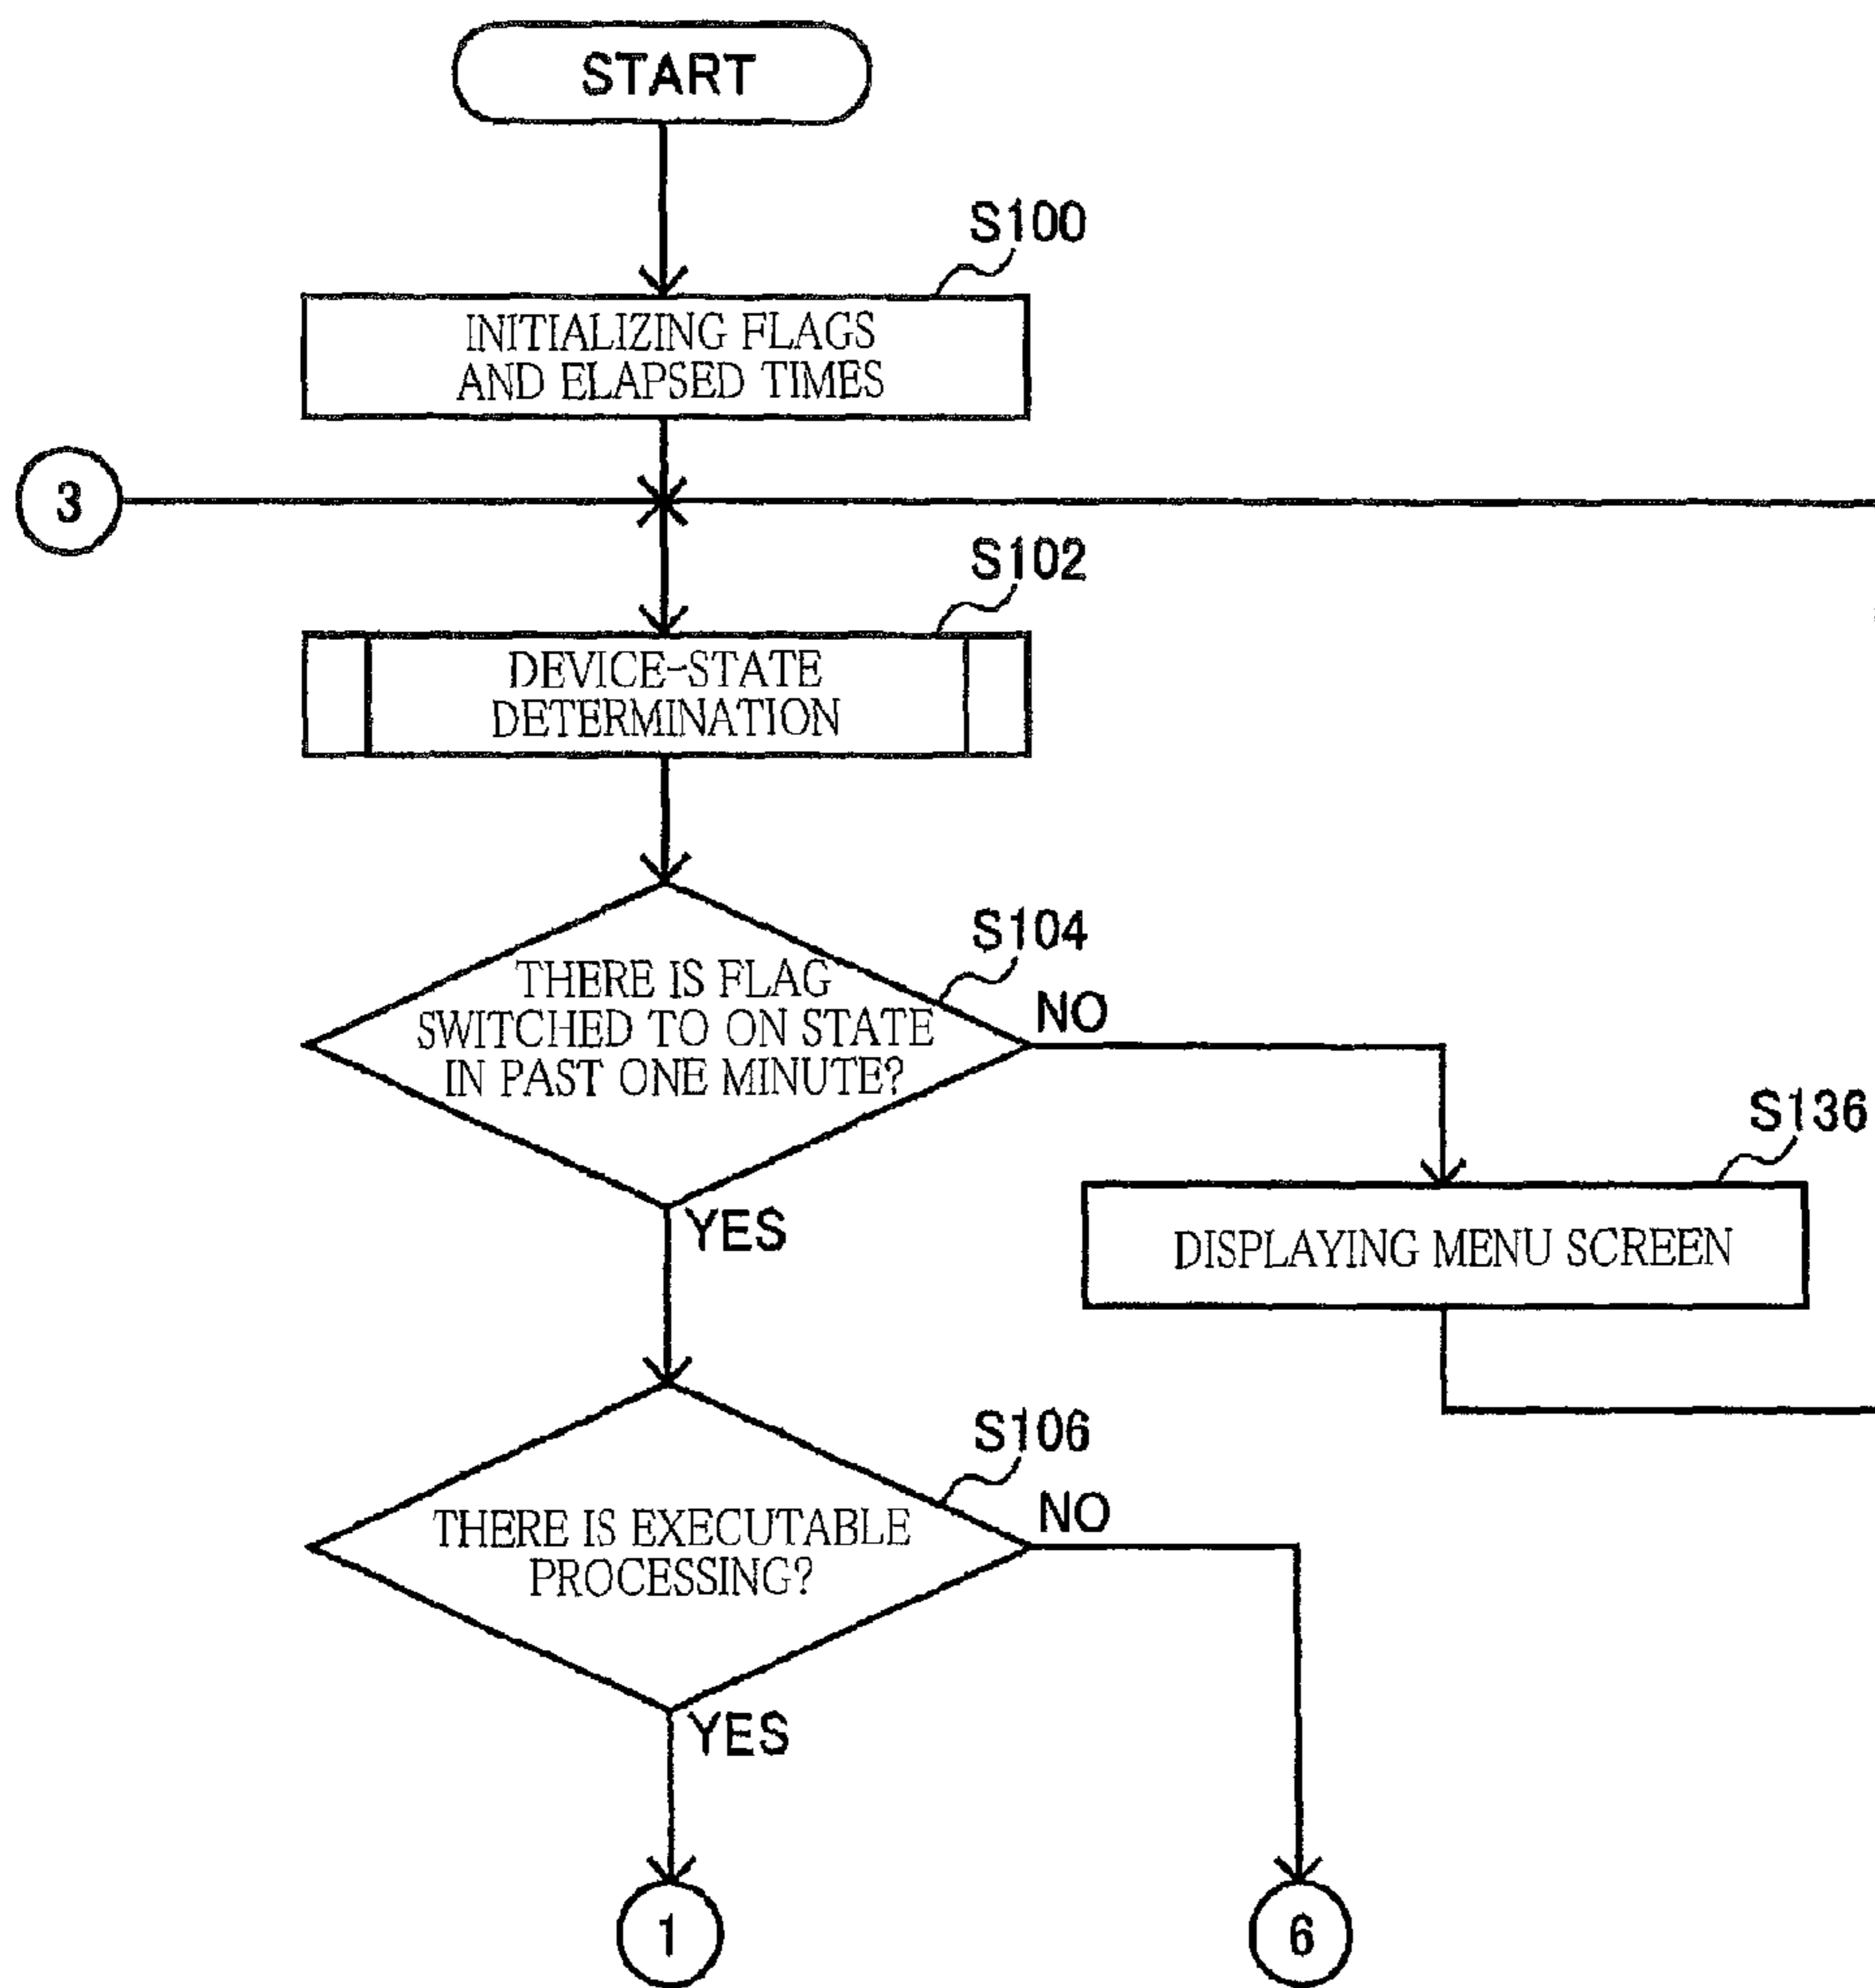 START
S100
INITIALIZING FLAGS
AND ELAPSED TIMES
3
S102
DEVICE-STATE
DETERMINATION
S104
THERE IS FLAG
SWITCHED TO ON STATE
IN PAST ONE MINUTE?
NO
YES
S136
DISPLAYING MENU SCREEN
S106
THERE IS EXECUTABLE
PROCESSING?
NO
YES
1
6